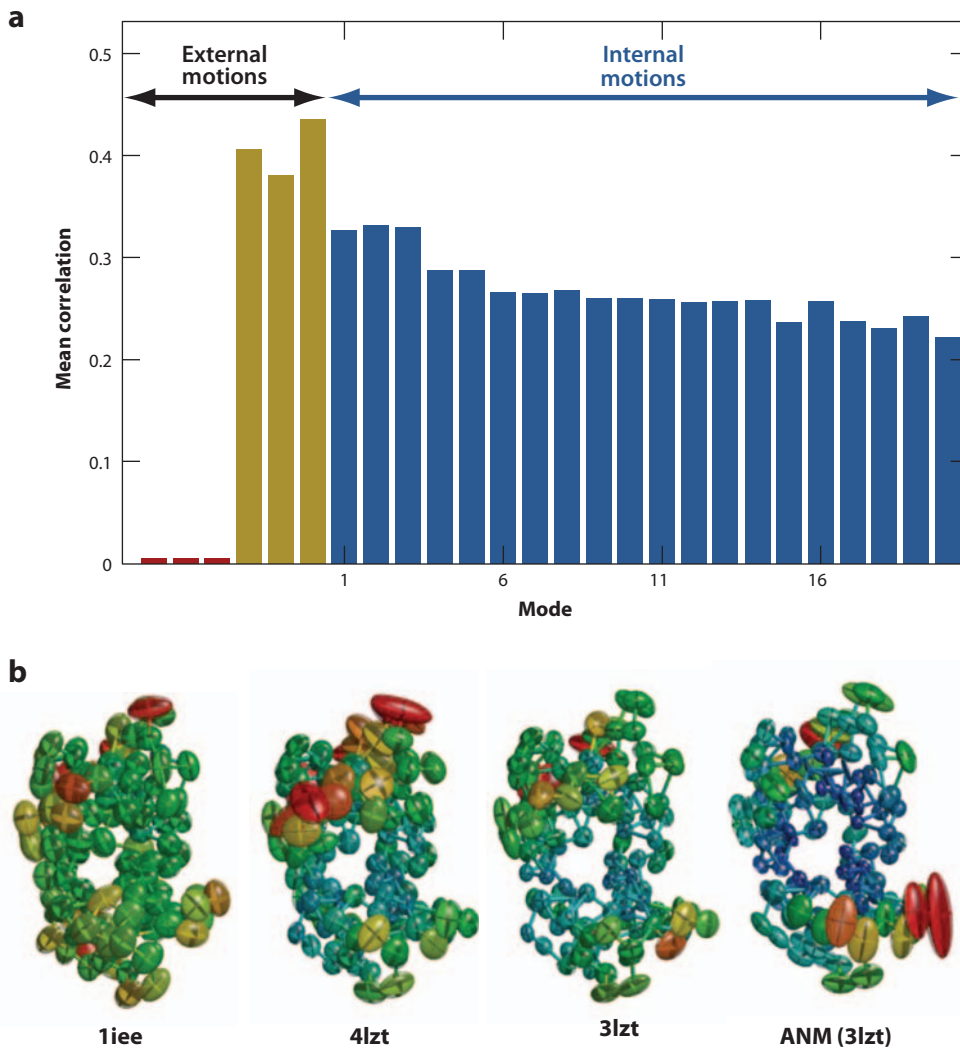 a
0.5
0.4
0.3
0.2
0.1
0
Mean correlation
External
motions
Internal
motions
1
6
11
16
Mode
b
1iee
4lzt
3lzt
ANM (3lzt)